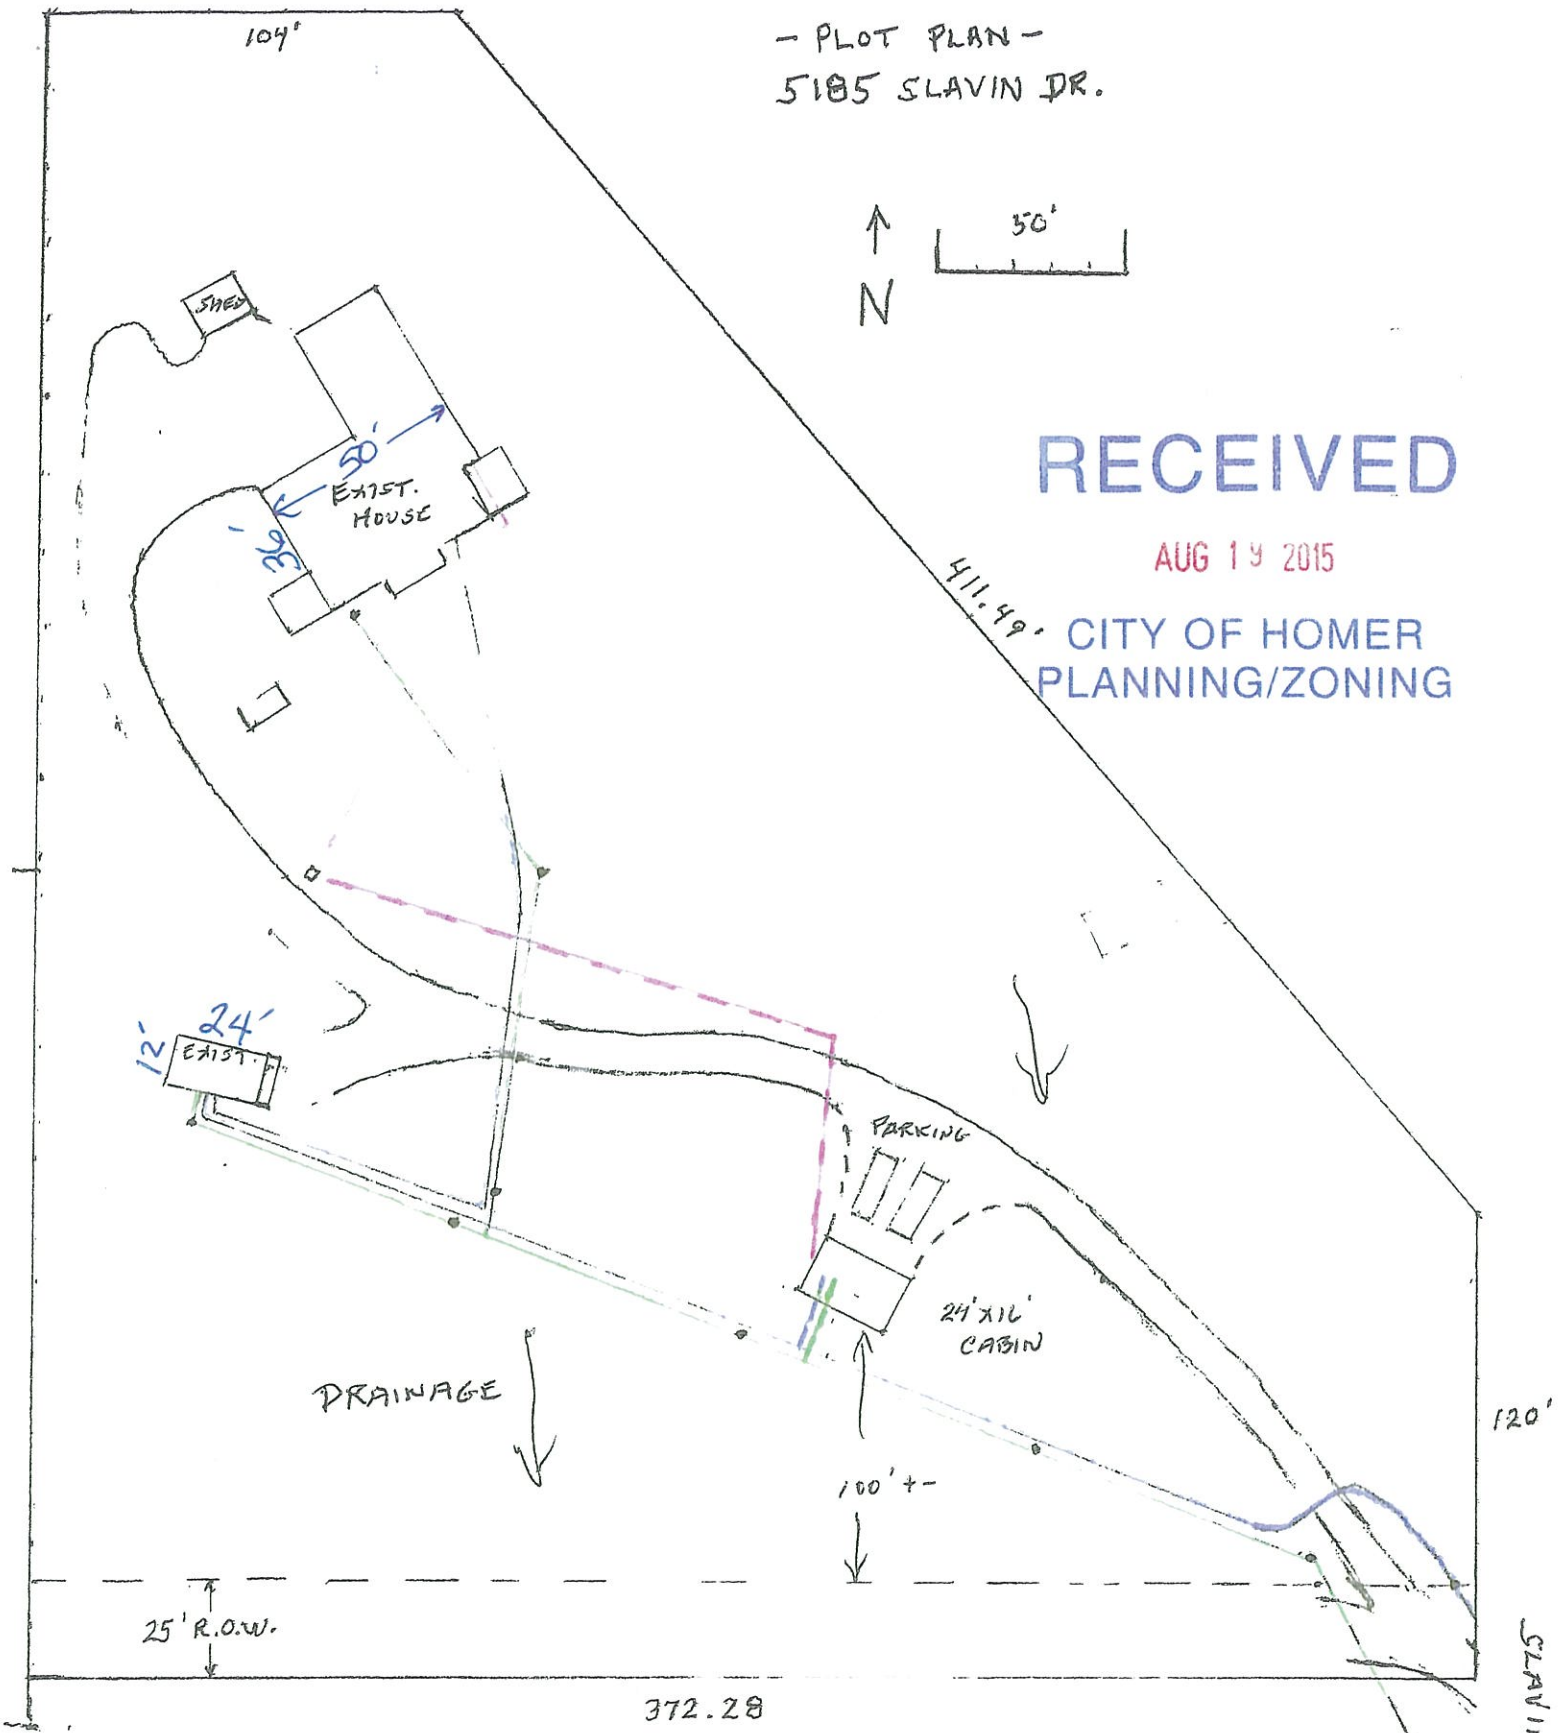 104'
- PLOT PLAN -
5185 SLAVIN DR.
50'
N
SHED
RECEIVED
AUG 19 2015
CITY OF HOMER
PLANNING/ZONING
50'
EXIST.
HOUSE
36'
411.49'
24'
12'
EXIST.
PARKING
24'X16'
CABIN
DRAINAGE
120'
100'+-
25' R.O.W.
372.28